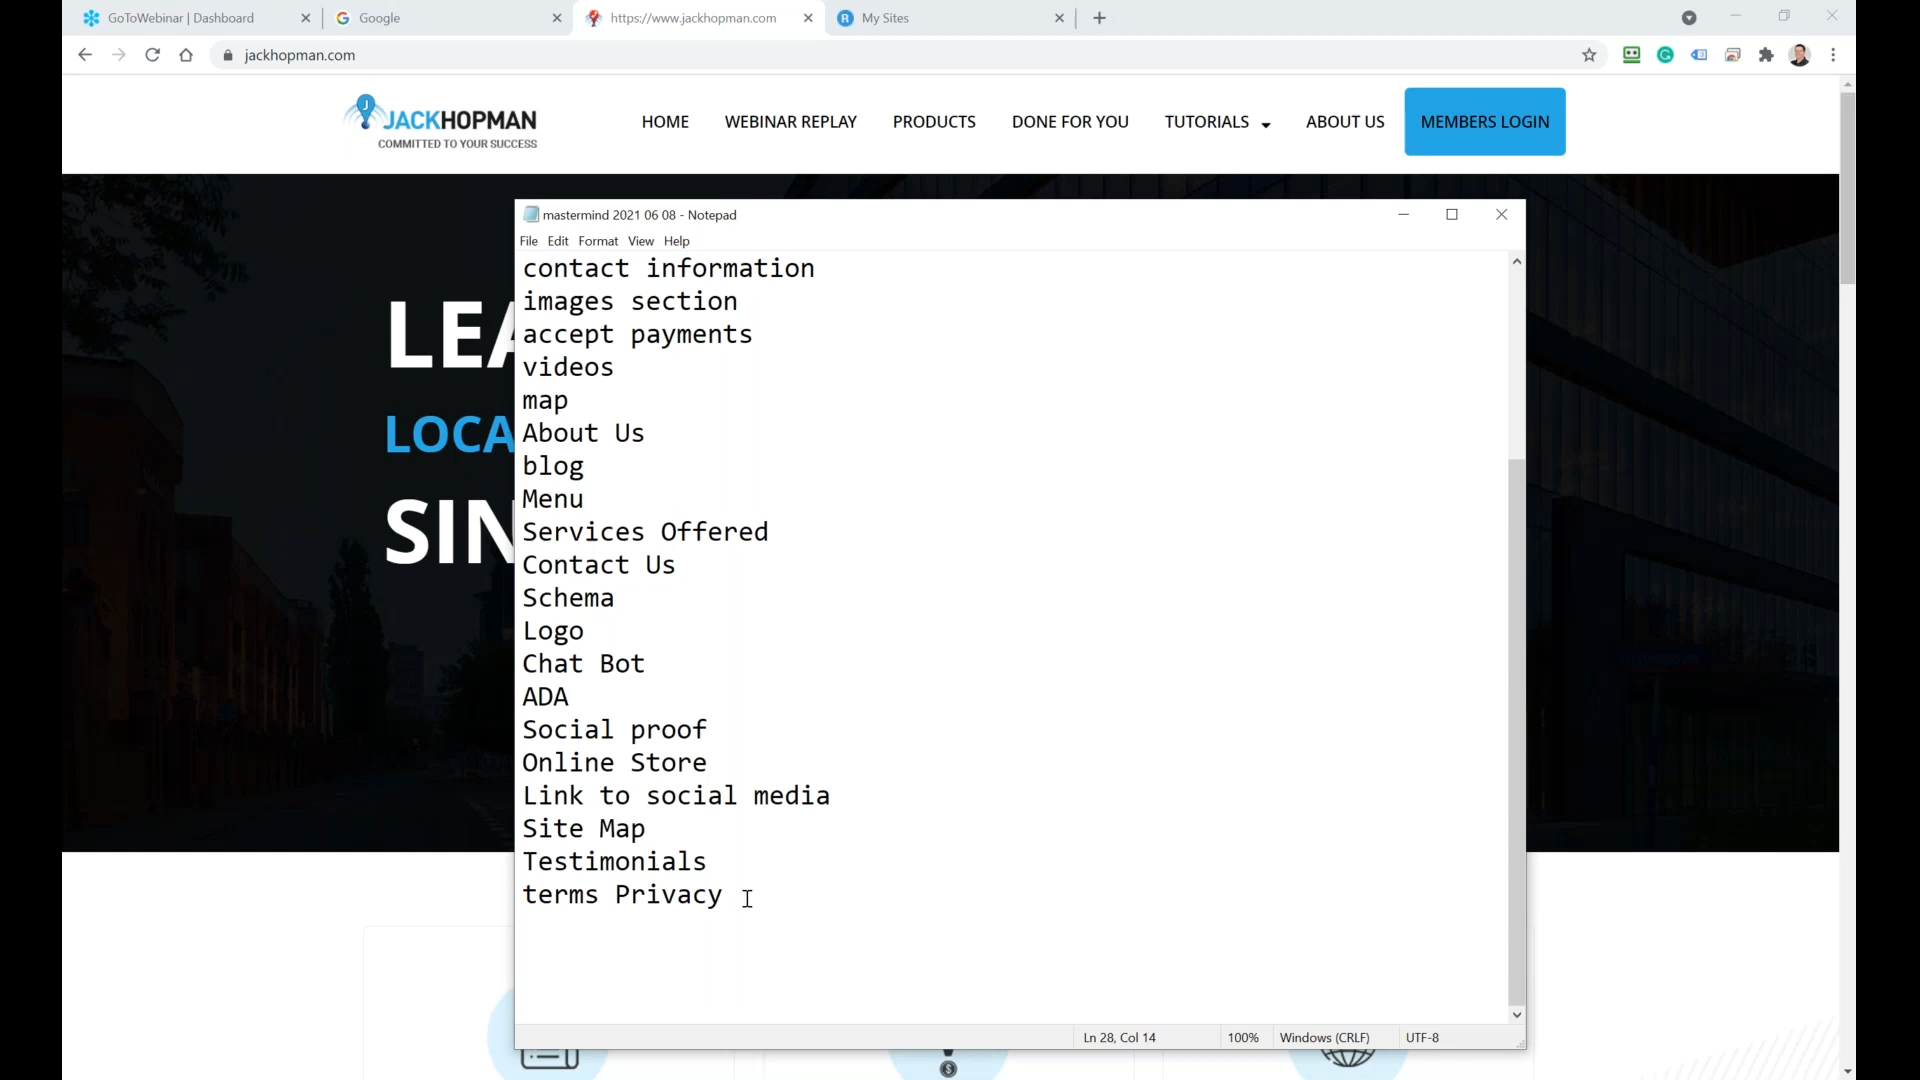 GoToWebinar | Dashboard
Google
https://www.jackhopman.com
My Sites
jackhopman.com
JACKHOPMAN
COMMITTED TO YOUR SUCCESS
HOME
WEBINAR REPLAY
PRODUCTS
DONE FOR YOU
TUTORIALS
ABOUT US
MEMBERS LOGIN
LEA
LOCA
SIN
mastermind 2021 06 08 - Notepad
File Edit Format View Help
contact information
images section
accept payments
videos
map
About Us
blog
Menu
Services Offered
Contact Us
Schema
Logo
Chat Bot
ADA
Social proof
Online Store
Link to social media
Site Map
Testimonials
terms Privacy
Ln 28, Col 14
100%
Windows (CRLF)
UTF-8